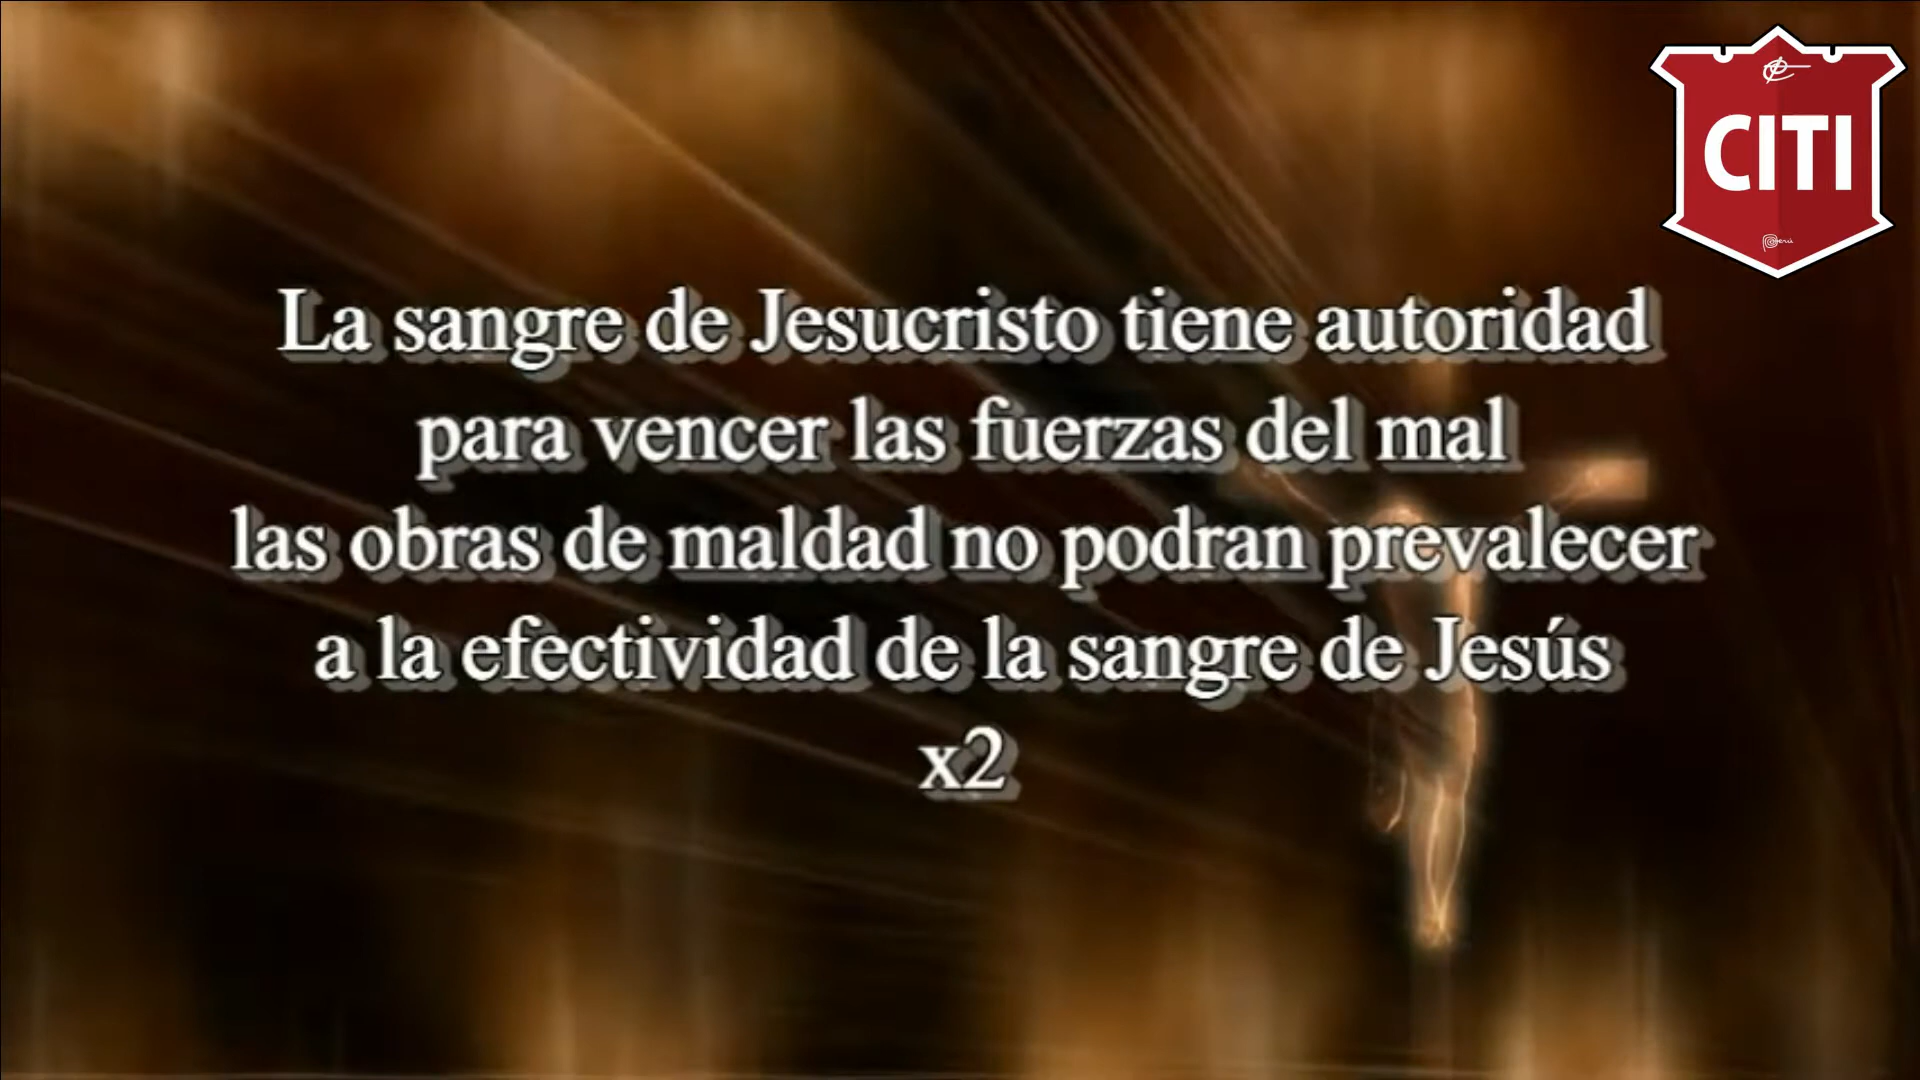 CITI
Perú
La sangre de Jesucristo tiene autoridad
para vencer las fuerzas del mal
las obras de maldad no podran prevalecer
a la efectividad de la sangre de Jesús
x2